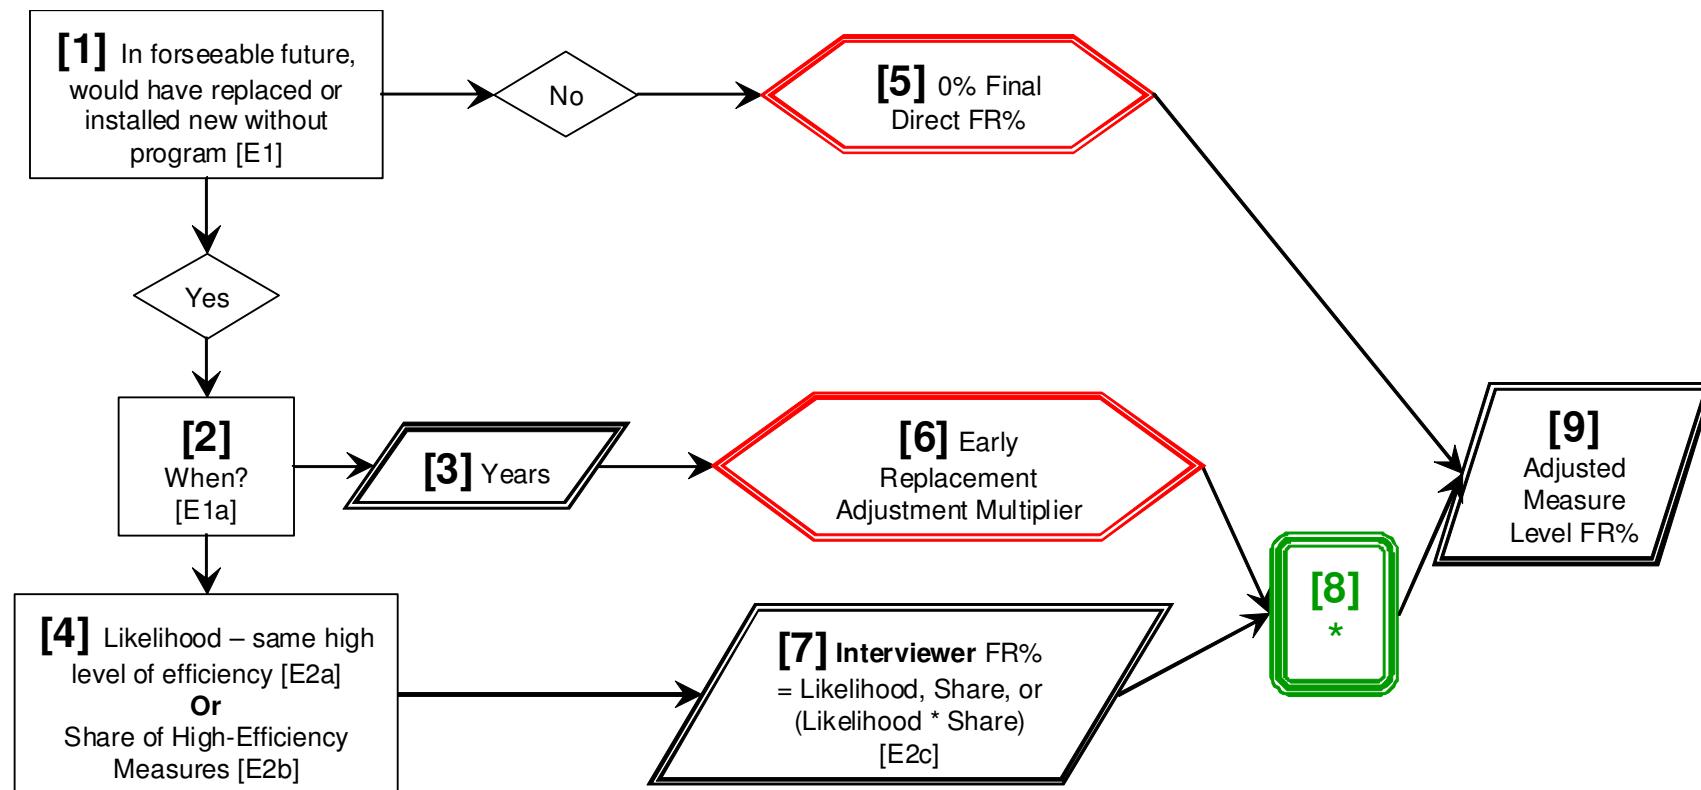 [1] In forseeable future,
would have replaced or
installed new without
program [E1]
No
[5] 0% Final
Direct FR%
Yes
[2]
When?
[E1a]
[3] Years
[6] Early
Replacement
Adjustment Multiplier
[9]
Adjusted
Measure
Level FR%
[8]
*
[4] Likelihood – same high
level of efficiency [E2a]
Or
Share of High-Efficiency
Measures [E2b]
[7] Interviewer FR%
= Likelihood, Share, or
(Likelihood * Share)
[E2c]